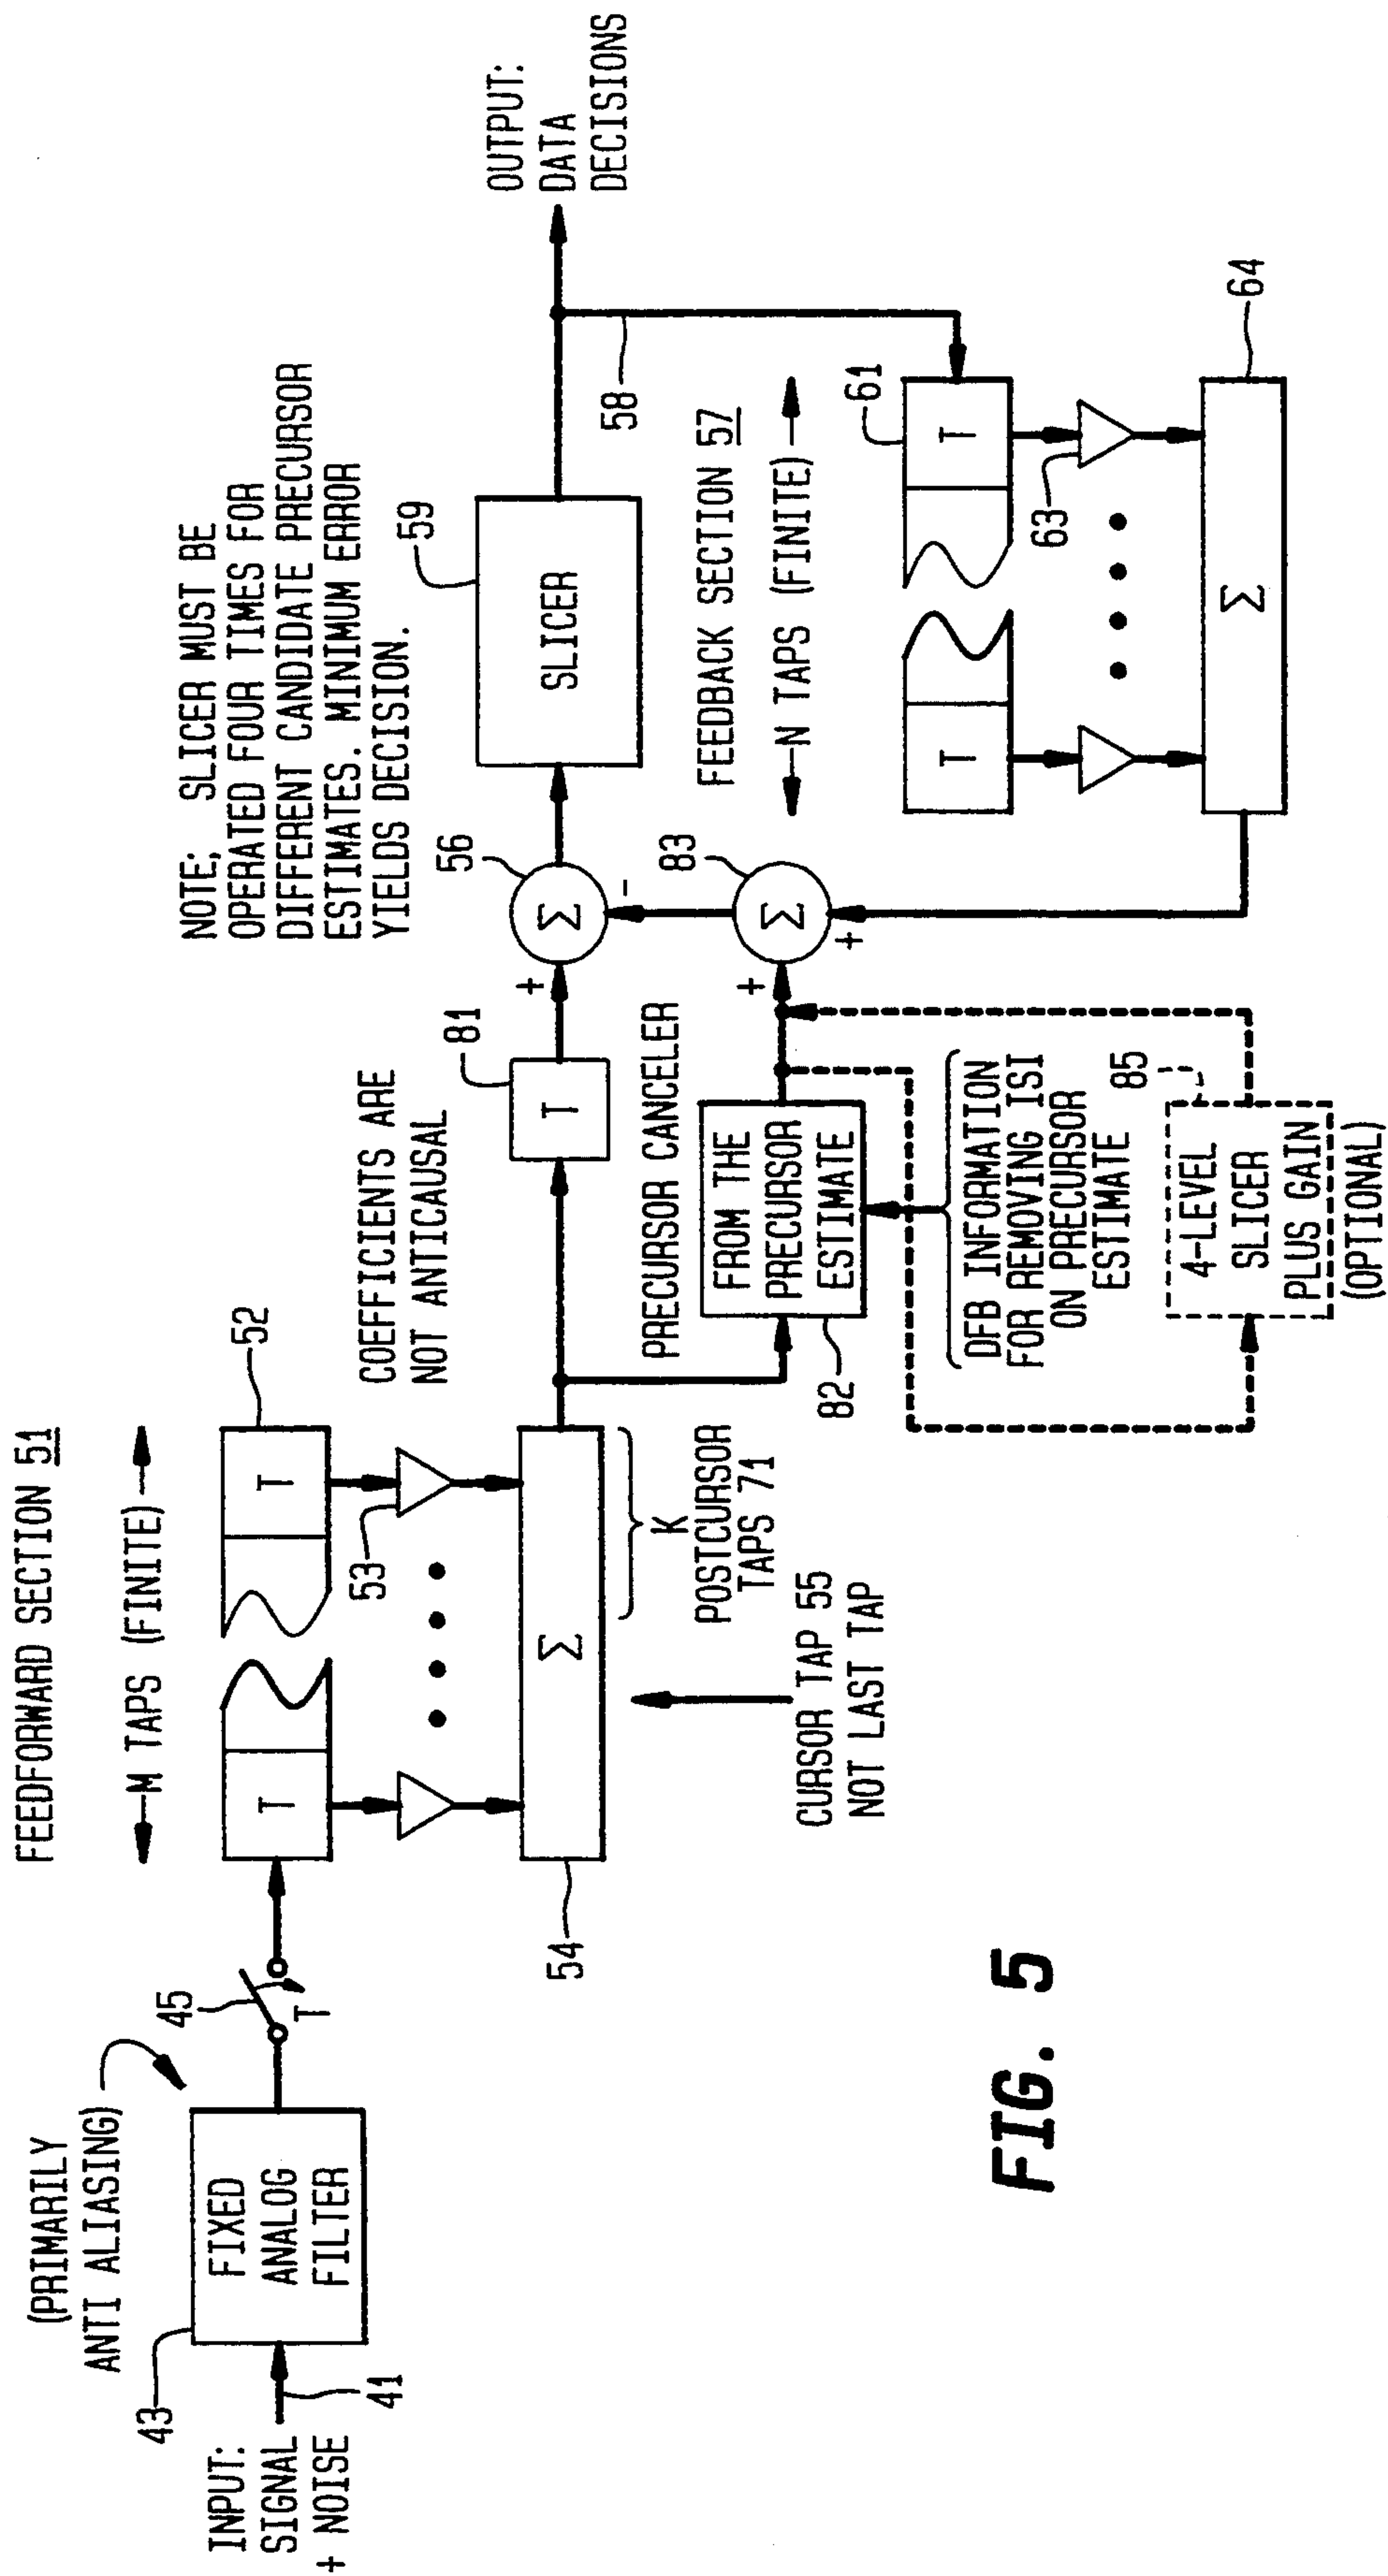 FEEDFORWARD SECTION 51
M TAPS (FINITE)
(PRIMARILY
ANTI ALIASING)
43
FIXED
ANALOG
FILTER
INPUT:
SIGNAL
+ NOISE
41
45
T
T
T
52
53
Σ
54
K
POSTCURSOR
TAPS 71
CURSOR TAP 55
NOT LAST TAP
COEFFICIENTS ARE
NOT ANTICAUSAL
T
81
+
Σ
56
-
NOTE; SLICER MUST BE
OPERATED FOUR TIMES FOR
DIFFERENT CANDIDATE PRECURSOR
ESTIMATES. MINIMUM ERROR
YIELDS DECISION.
SLICER
59
OUTPUT:
DATA
DECISIONS
58
PRECURSOR CANCELER
FROM THE
PRECURSOR
ESTIMATE
82
+
Σ
83
+
DFB INFORMATION
FOR REMOVING ISI
ON PRECURSOR
ESTIMATE
85
4-LEVEL
SLICER
PLUS GAIN
(OPTIONAL)
FEEDBACK SECTION 57
N TAPS (FINITE)
T
T
61
63
Σ
64
FIG. 5